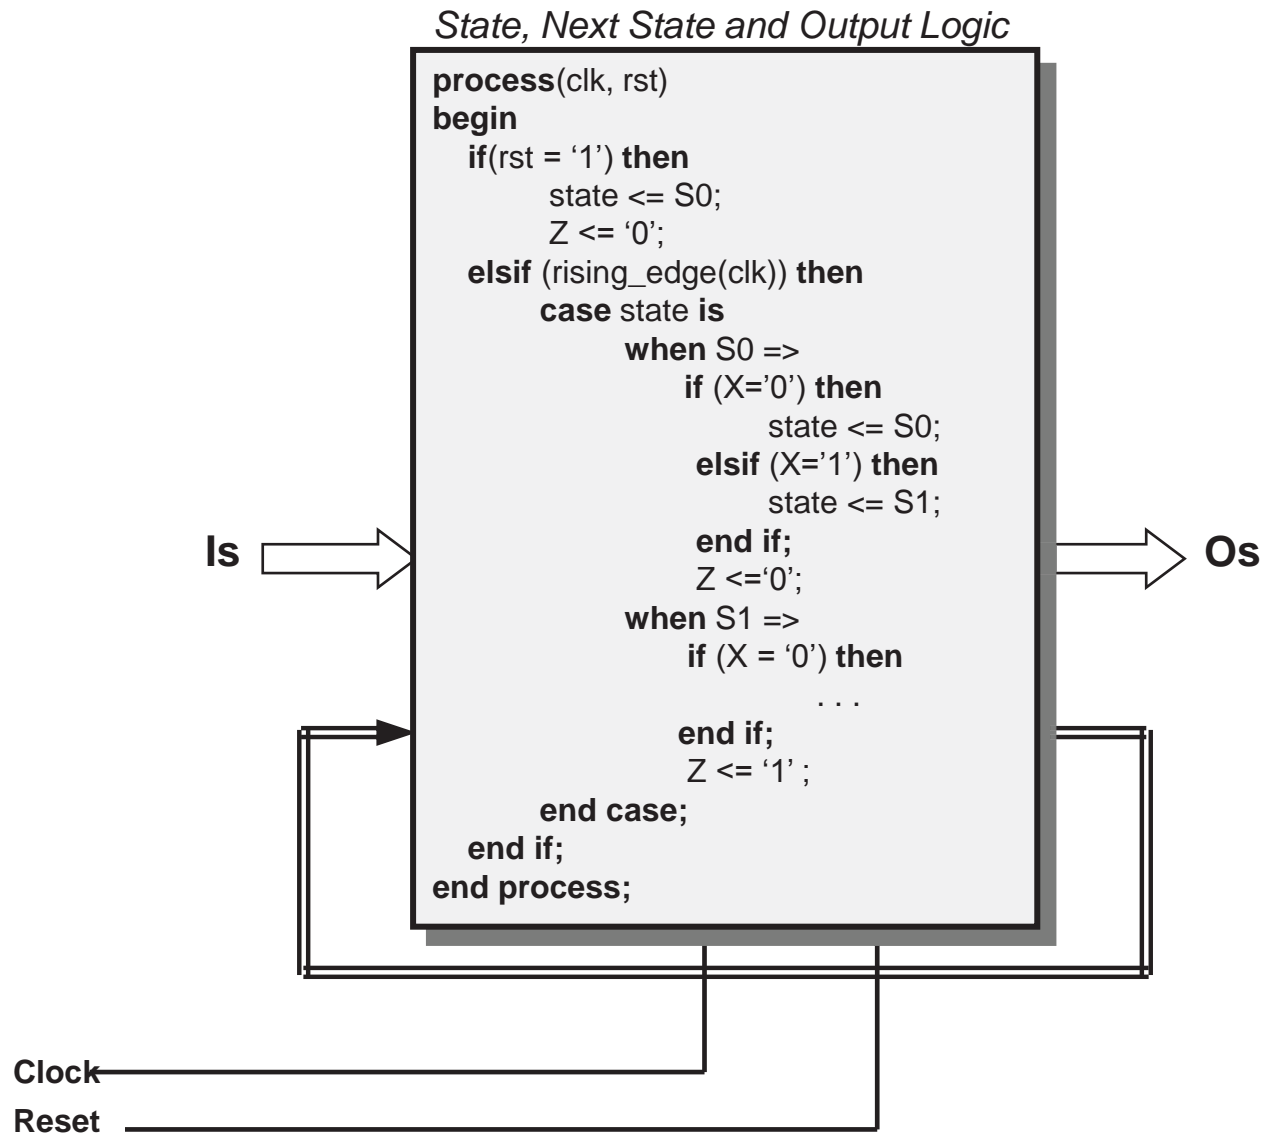 State, Next State and Output Logic
process(clk, rst)
begin
if(rst = ‘1’) then
state <= S0;
Z <= ‘0’;
elsif (rising_edge(clk)) then
case state is
when S0 =>
if (X=’0’) then
state <= S0;
elsif (X=’1’) then
state <= S1;
end if;
Z <=‘0’;
when S1 =>
if (X = ‘0’) then
. . .
end if;
Z <= ‘1’ ;
end case;
end if;
end process;
Is
Os
Clock
Reset